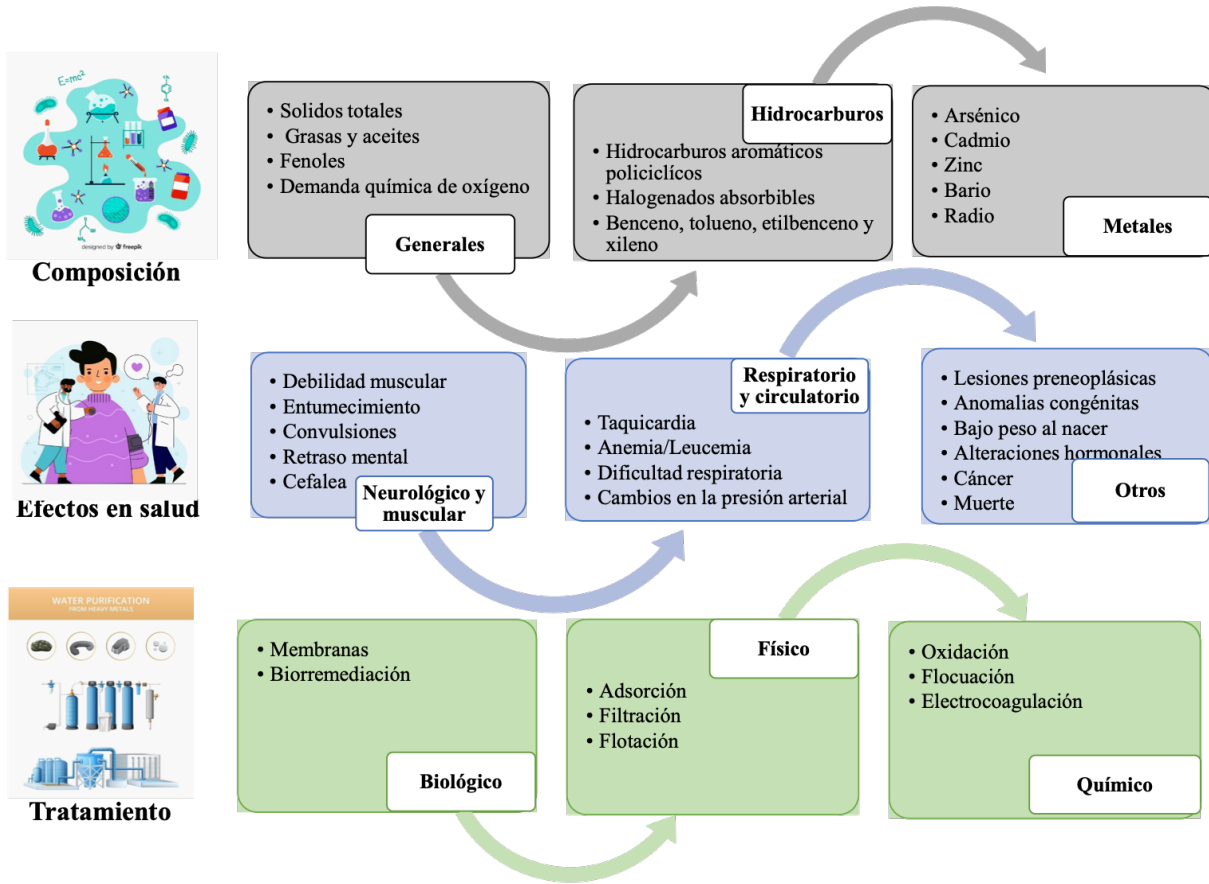 E=mc²
designed by freepik
Composición
• Solidos totales
• Grasas y aceites
• Fenoles
• Demanda química de oxígeno
Generales
Hidrocarburos
• Hidrocarburos aromáticos
policiclícos
• Halogenados absorbibles
• Benceno, tolueno, etilbenceno y
xileno
• Arsénico
• Cadmio
• Zinc
• Bario
• Radio
Metales
Efectos en salud
• Debilidad muscular
• Entumecimiento
• Convulsiones
• Retraso mental
• Cefalea
Neurológico y
muscular
Respiratorio
y circulatorio
• Taquicardia
• Anemia/Leucemia
• Dificultad respiratoria
• Cambios en la presión arterial
• Lesiones preneoplásicas
• Anomalias congénitas
• Bajo peso al nacer
• Alteraciones hormonales
• Cáncer
• Muerte
Otros
WATER PURIFICATION
FROM HEAVY METALS
Tratamiento
• Membranas
• Biorremediación
Biológico
Físico
• Adsorción
• Filtración
• Flotación
• Oxidación
• Flocuación
• Electrocoagulación
Químico